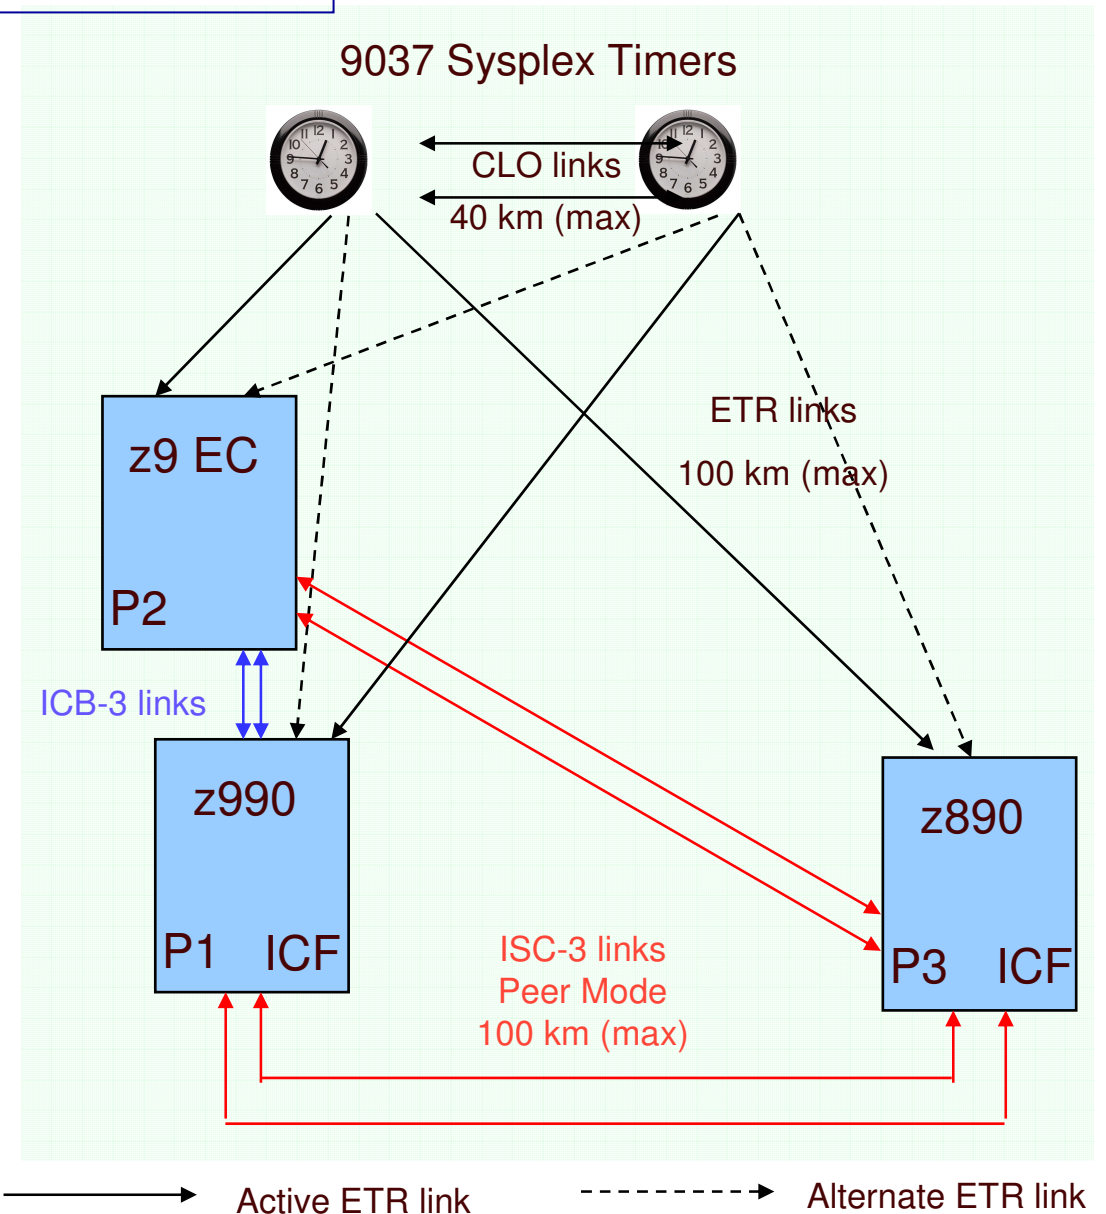 9037 Sysplex Timers
CLO links
40 km (max)
ETR links
100 km (max)
z9 EC
P2
ICB-3 links
z990
P1 ICF
z890
P3 ICF
ISC-3 links
Peer Mode
100 km (max)
Active ETR link
Alternate ETR link